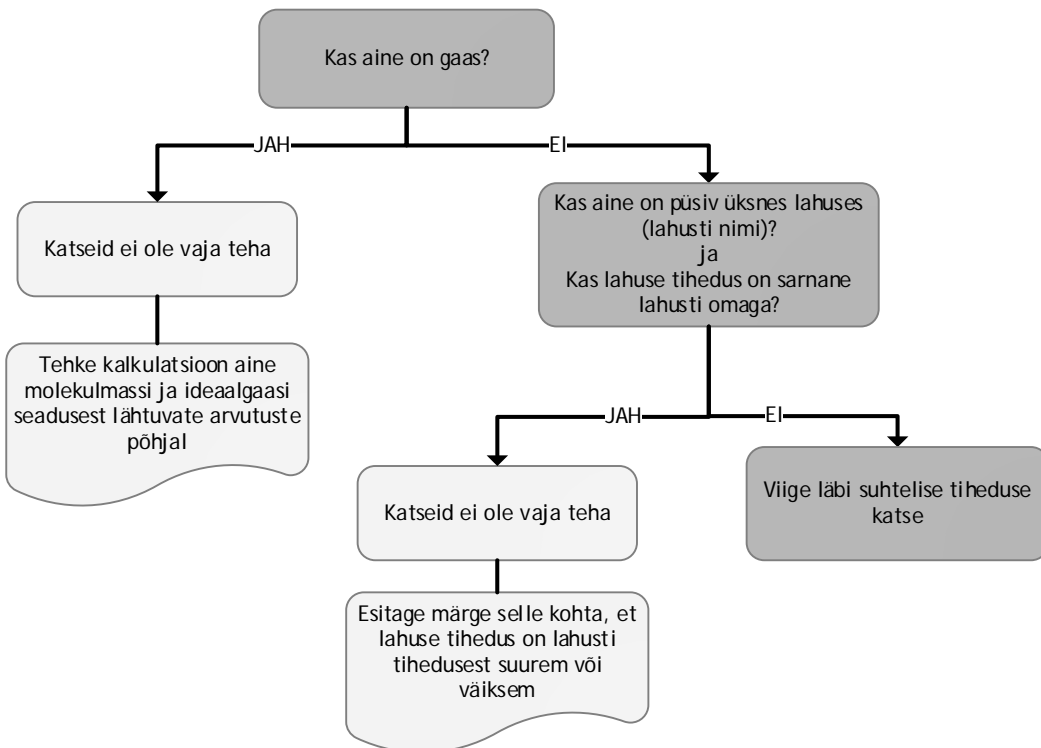 Kas aine on gaas?
JAH
EI
Katseid ei ole vaja teha
Kas aine on püsiv üksnes lahuses
(lahusti nimi)?
ja
Kas lahuse tihedus on sarnane
lahusti omaga?
Tehke kalkulatsioon aine
molekulmassi ja ideaalgaasi
seadusest lähtuvate arvutuste
põhjal
JAH
EI
Katseid ei ole vaja teha
Viige läbi suhtelise tiheduse
katse
Esitage märge selle kohta, et
lahuse tihedus on lahusti
tihedusest suurem või
väiksem